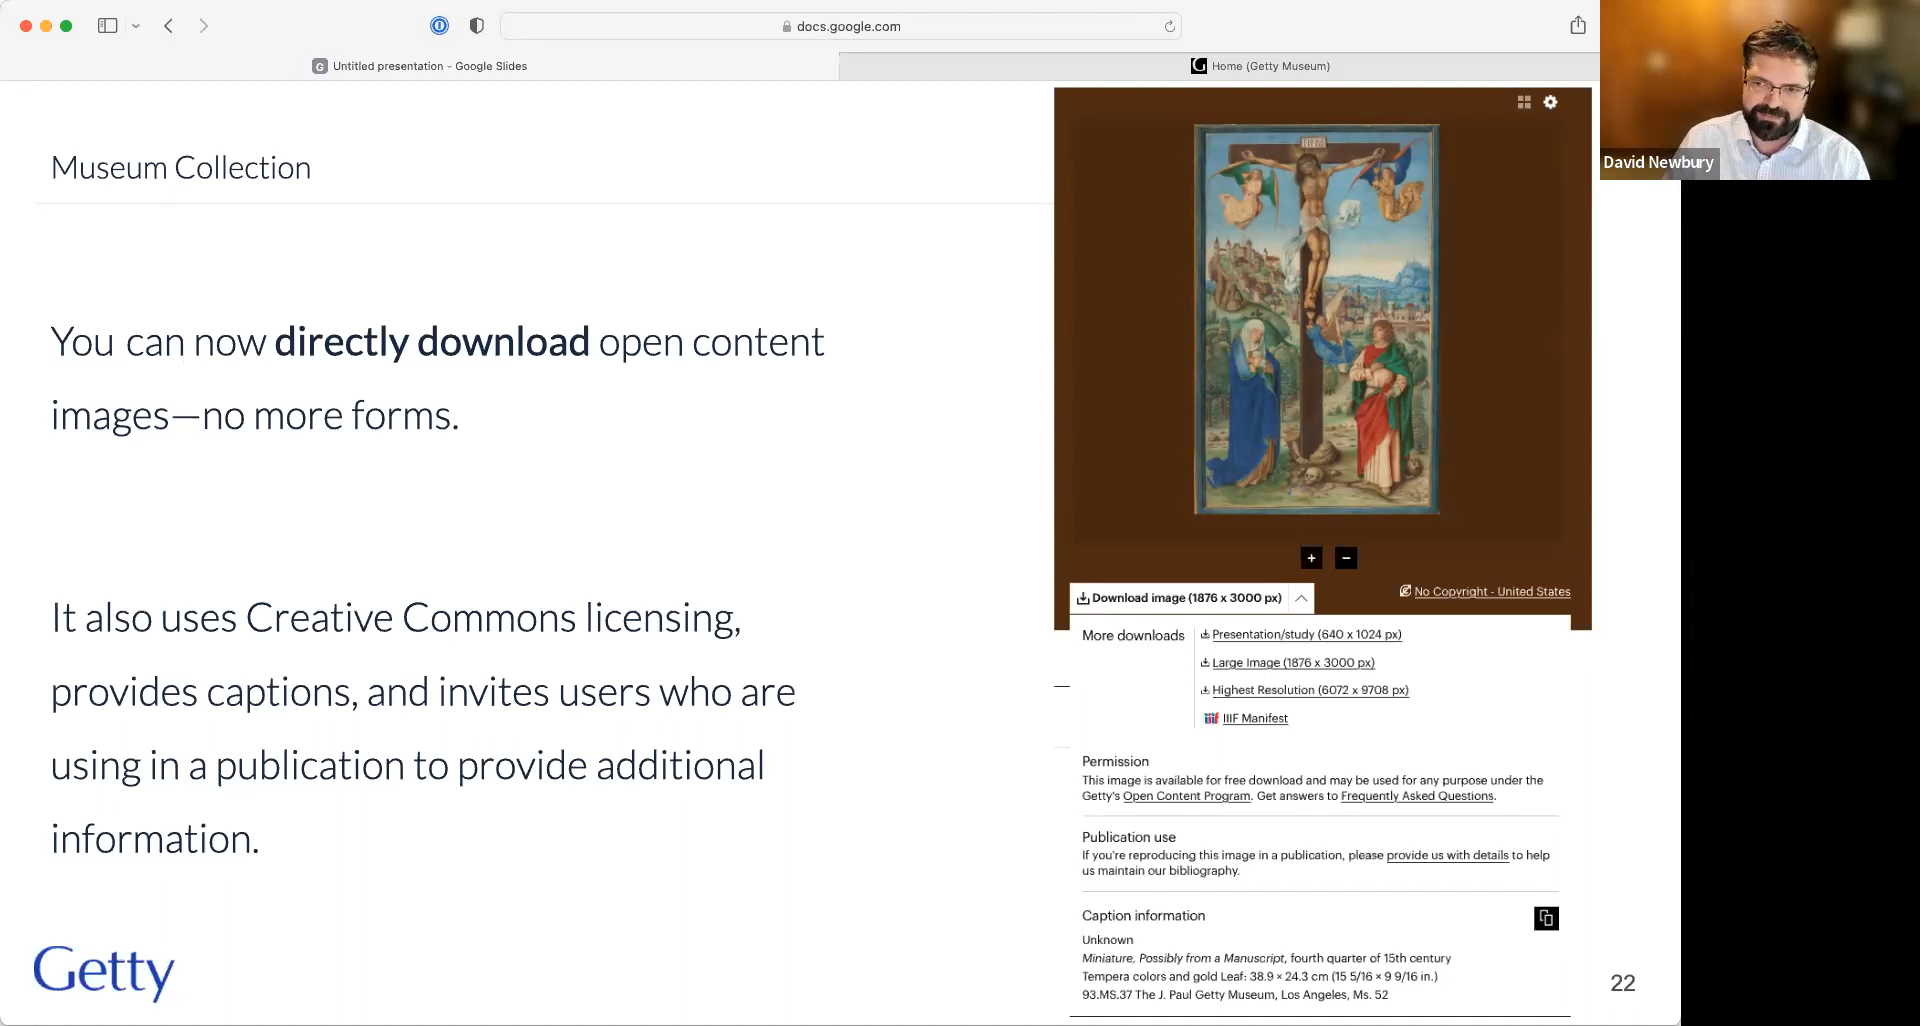 docs.google.com
Untitled presentation - Google Slides
Home (Getty Museum)
David Newbury
Museum Collection
You can now directly download open content
images—no more forms.
It also uses Creative Commons licensing,
provides captions, and invites users who are
using in a publication to provide additional
information.
Getty
Download image (1876 x 3000 px)
No Copyright - United States
More downloads
Presentation/study (640 x 1024 px)
Large Image (1876 x 3000 px)
Highest Resolution (6072 x 9708 px)
IIIF Manifest
Permission
This image is available for free download and may be used for any purpose under the
Getty's Open Content Program. Get answers to Frequently Asked Questions.
Publication use
If you're reproducing this image in a publication, please provide us with details to help
us maintain our bibliography.
Caption information
Unknown
Miniature, Possibly from a Manuscript, fourth quarter of 15th century
Tempera colors and gold Leaf: 38.9 × 24.3 cm (15 5/16 × 9 9/16 in.)
93.MS.37 The J. Paul Getty Museum, Los Angeles, Ms. 52
22